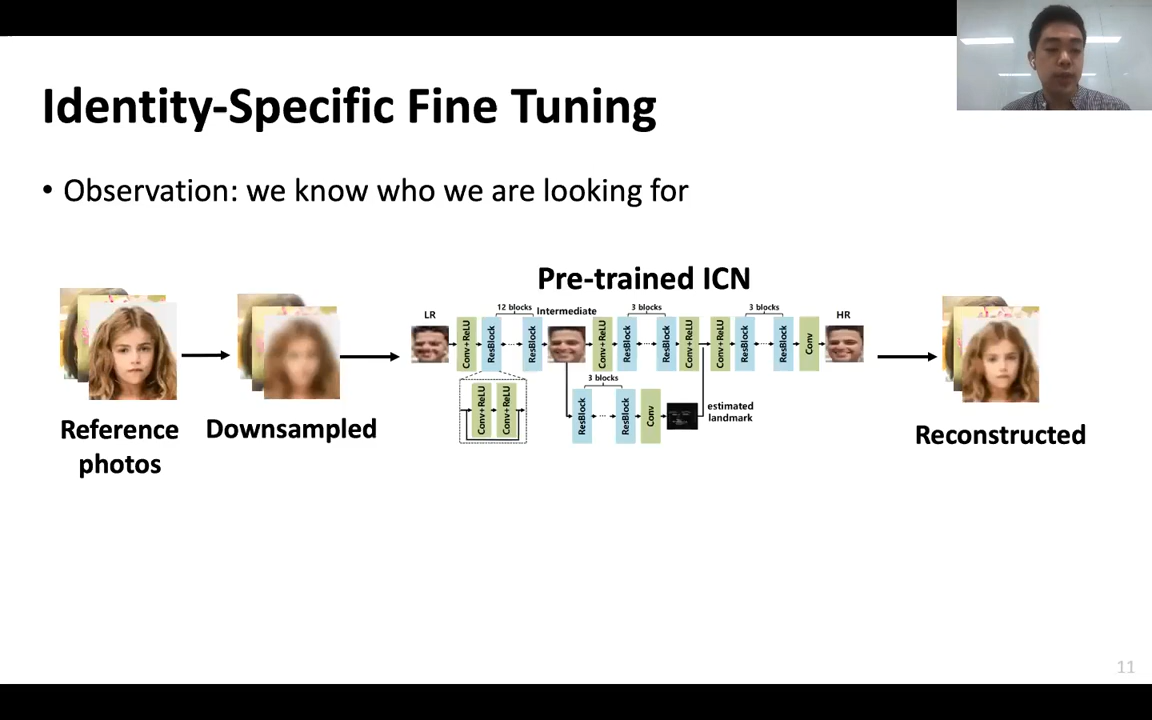 Identity-Specific Fine Tuning
• Observation: we know who we are looking for
Pre-trained ICN
LR
12 blocks
Intermediate
3 blocks
3 blocks
HR
Conv+ReLU
ResBlock
ResBlock
Conv+ReLU
ResBlock
ResBlock
Conv+ReLU
Conv+ReLU
ResBlock
ResBlock
Conv
3 blocks
Conv+ReLU
Conv+ReLU
ResBlock
...
ResBlock
Conv
estimated
landmark
Reference
photos
Downsampled
Reconstructed
11